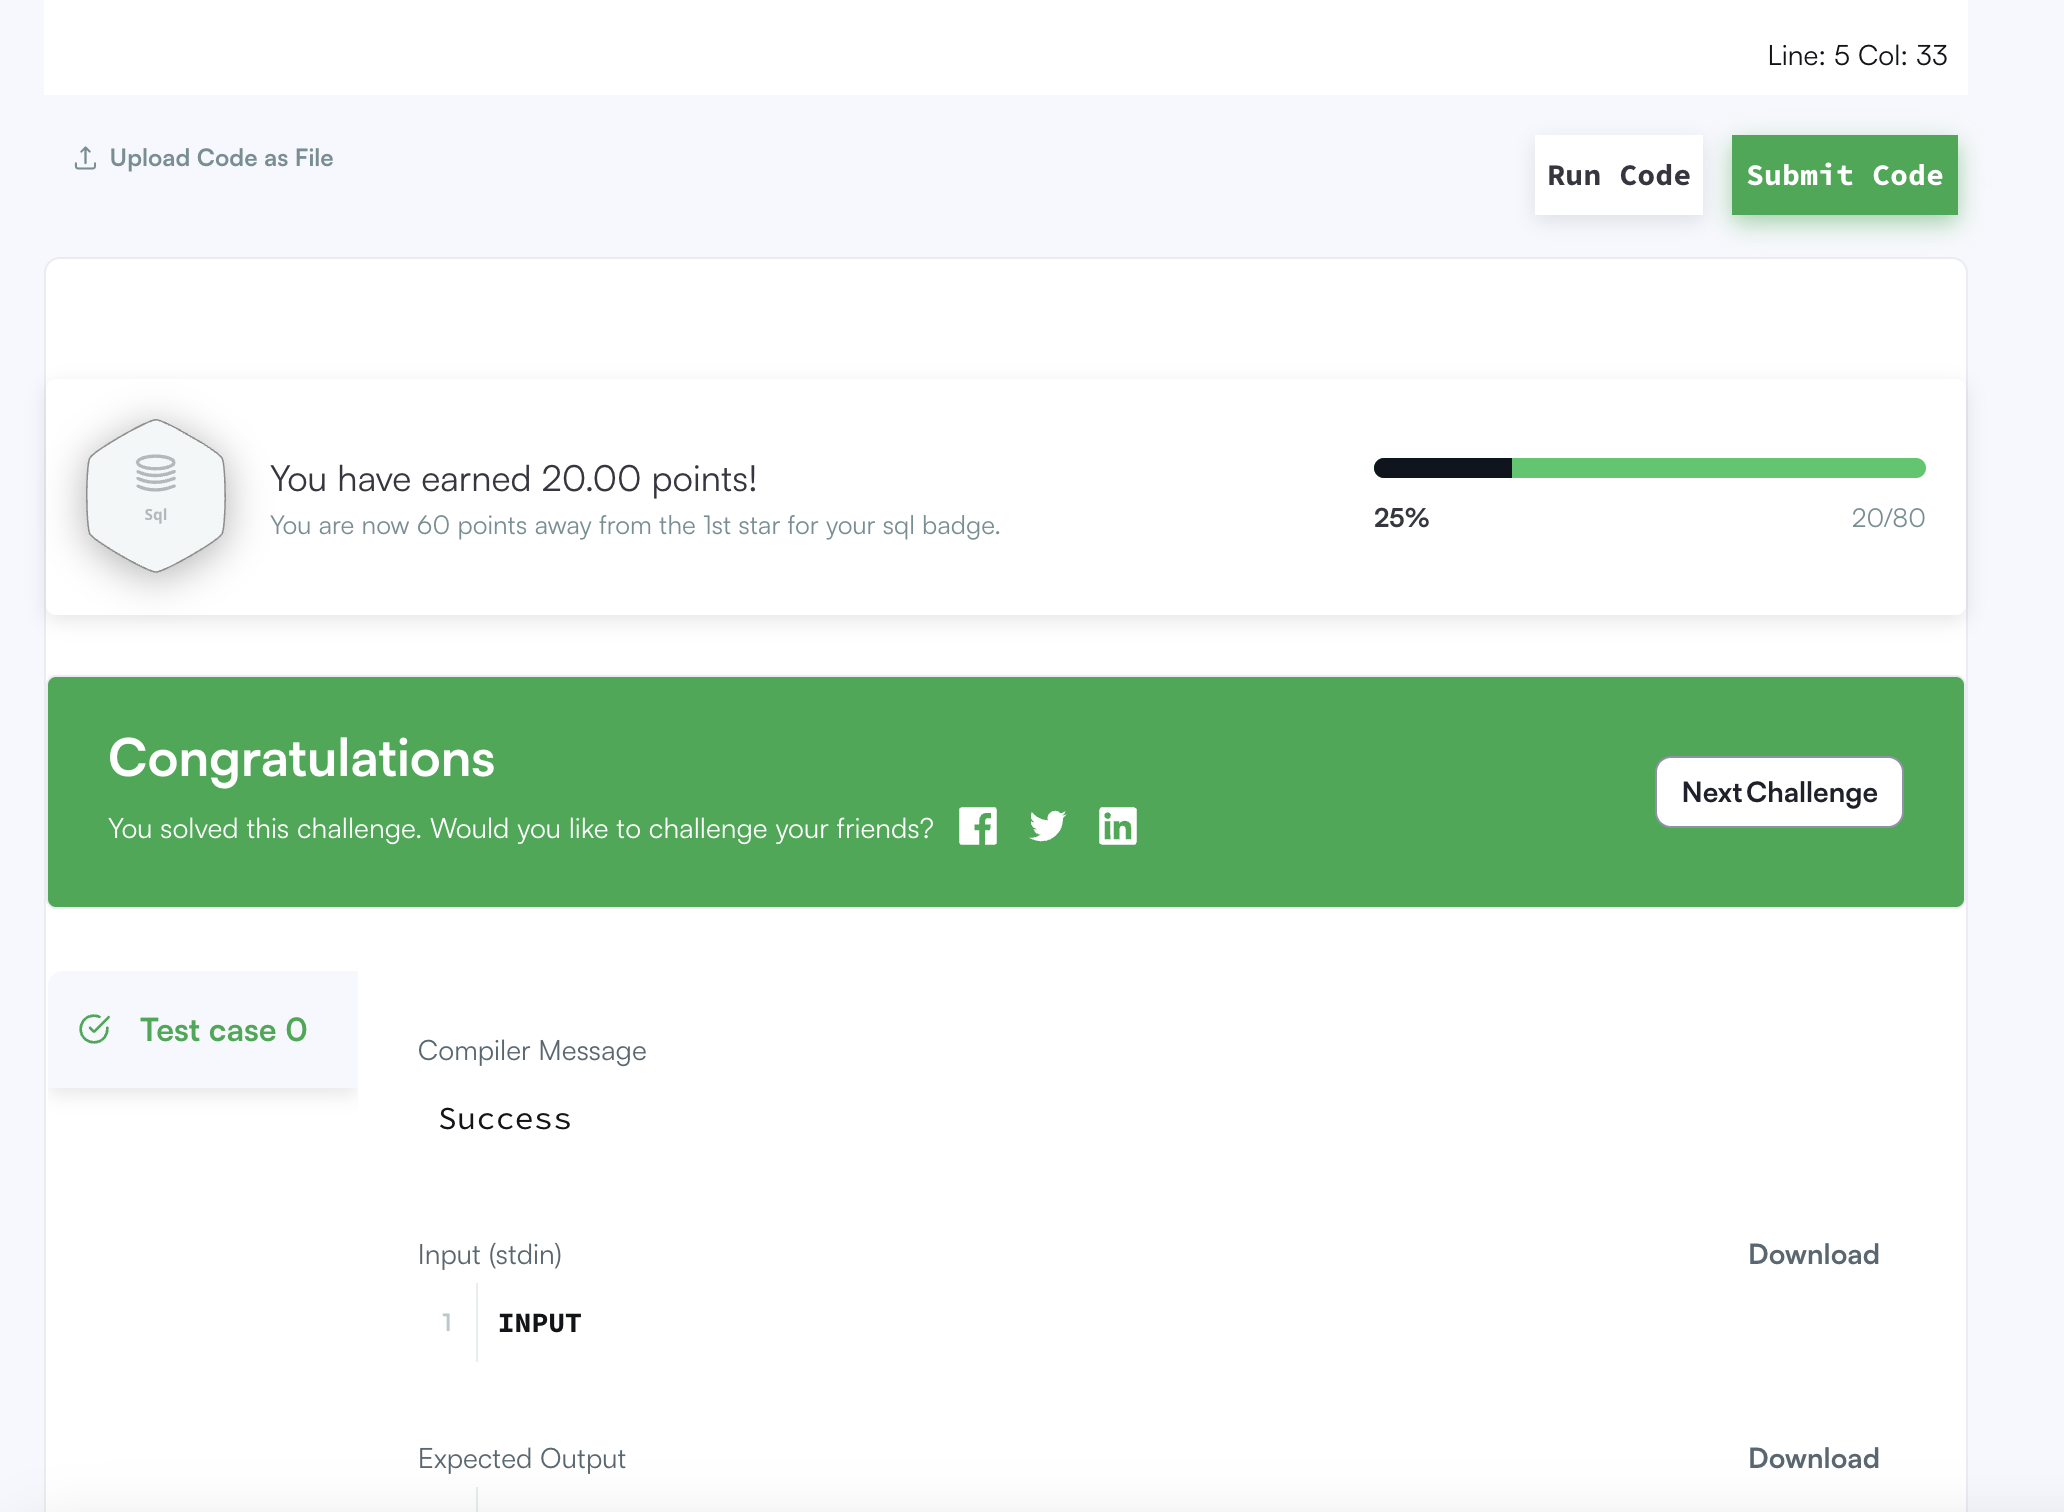 Line: 5 Col: 33
Upload Code as File
Run Code
Submit Code
Sql
You have earned 20.00 points!
You are now 60 points away from the 1st star for your sql badge.
25%
20/80
Congratulations
You solved this challenge. Would you like to challenge your friends?
Next Challenge
Test case 0
Compiler Message
Success
Input (stdin)
Download
1
INPUT
Expected Output
Download